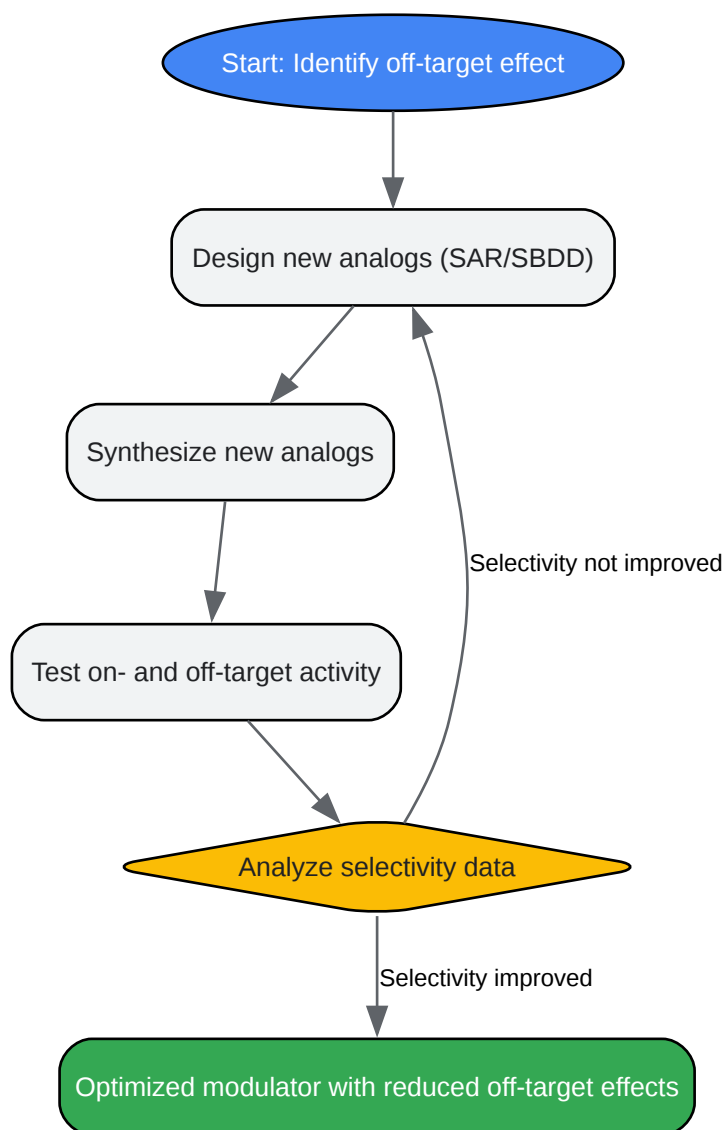 Start: Identify off-target effect
Design new analogs (SAR/SBDD)
Synthesize new analogs
Selectivity not improved
Test on- and off-target activity
Analyze selectivity data
Selectivity improved
Optimized modulator with reduced off-target effects